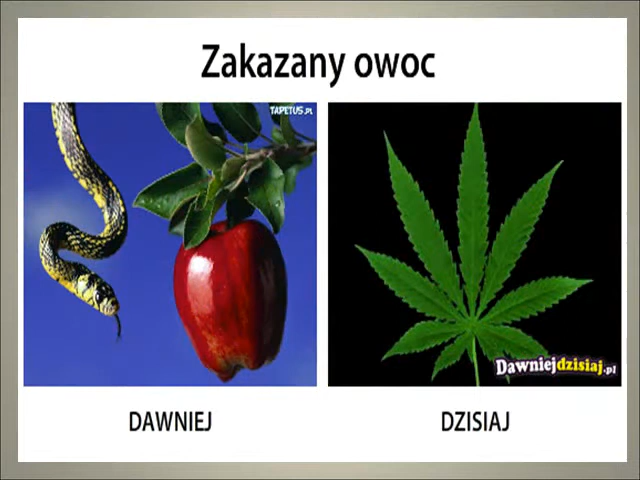 Zakazany owoc
TAPETUS.PL
Dawniejdzisiaj.pl
DAWNIEJ
DZISIAJ